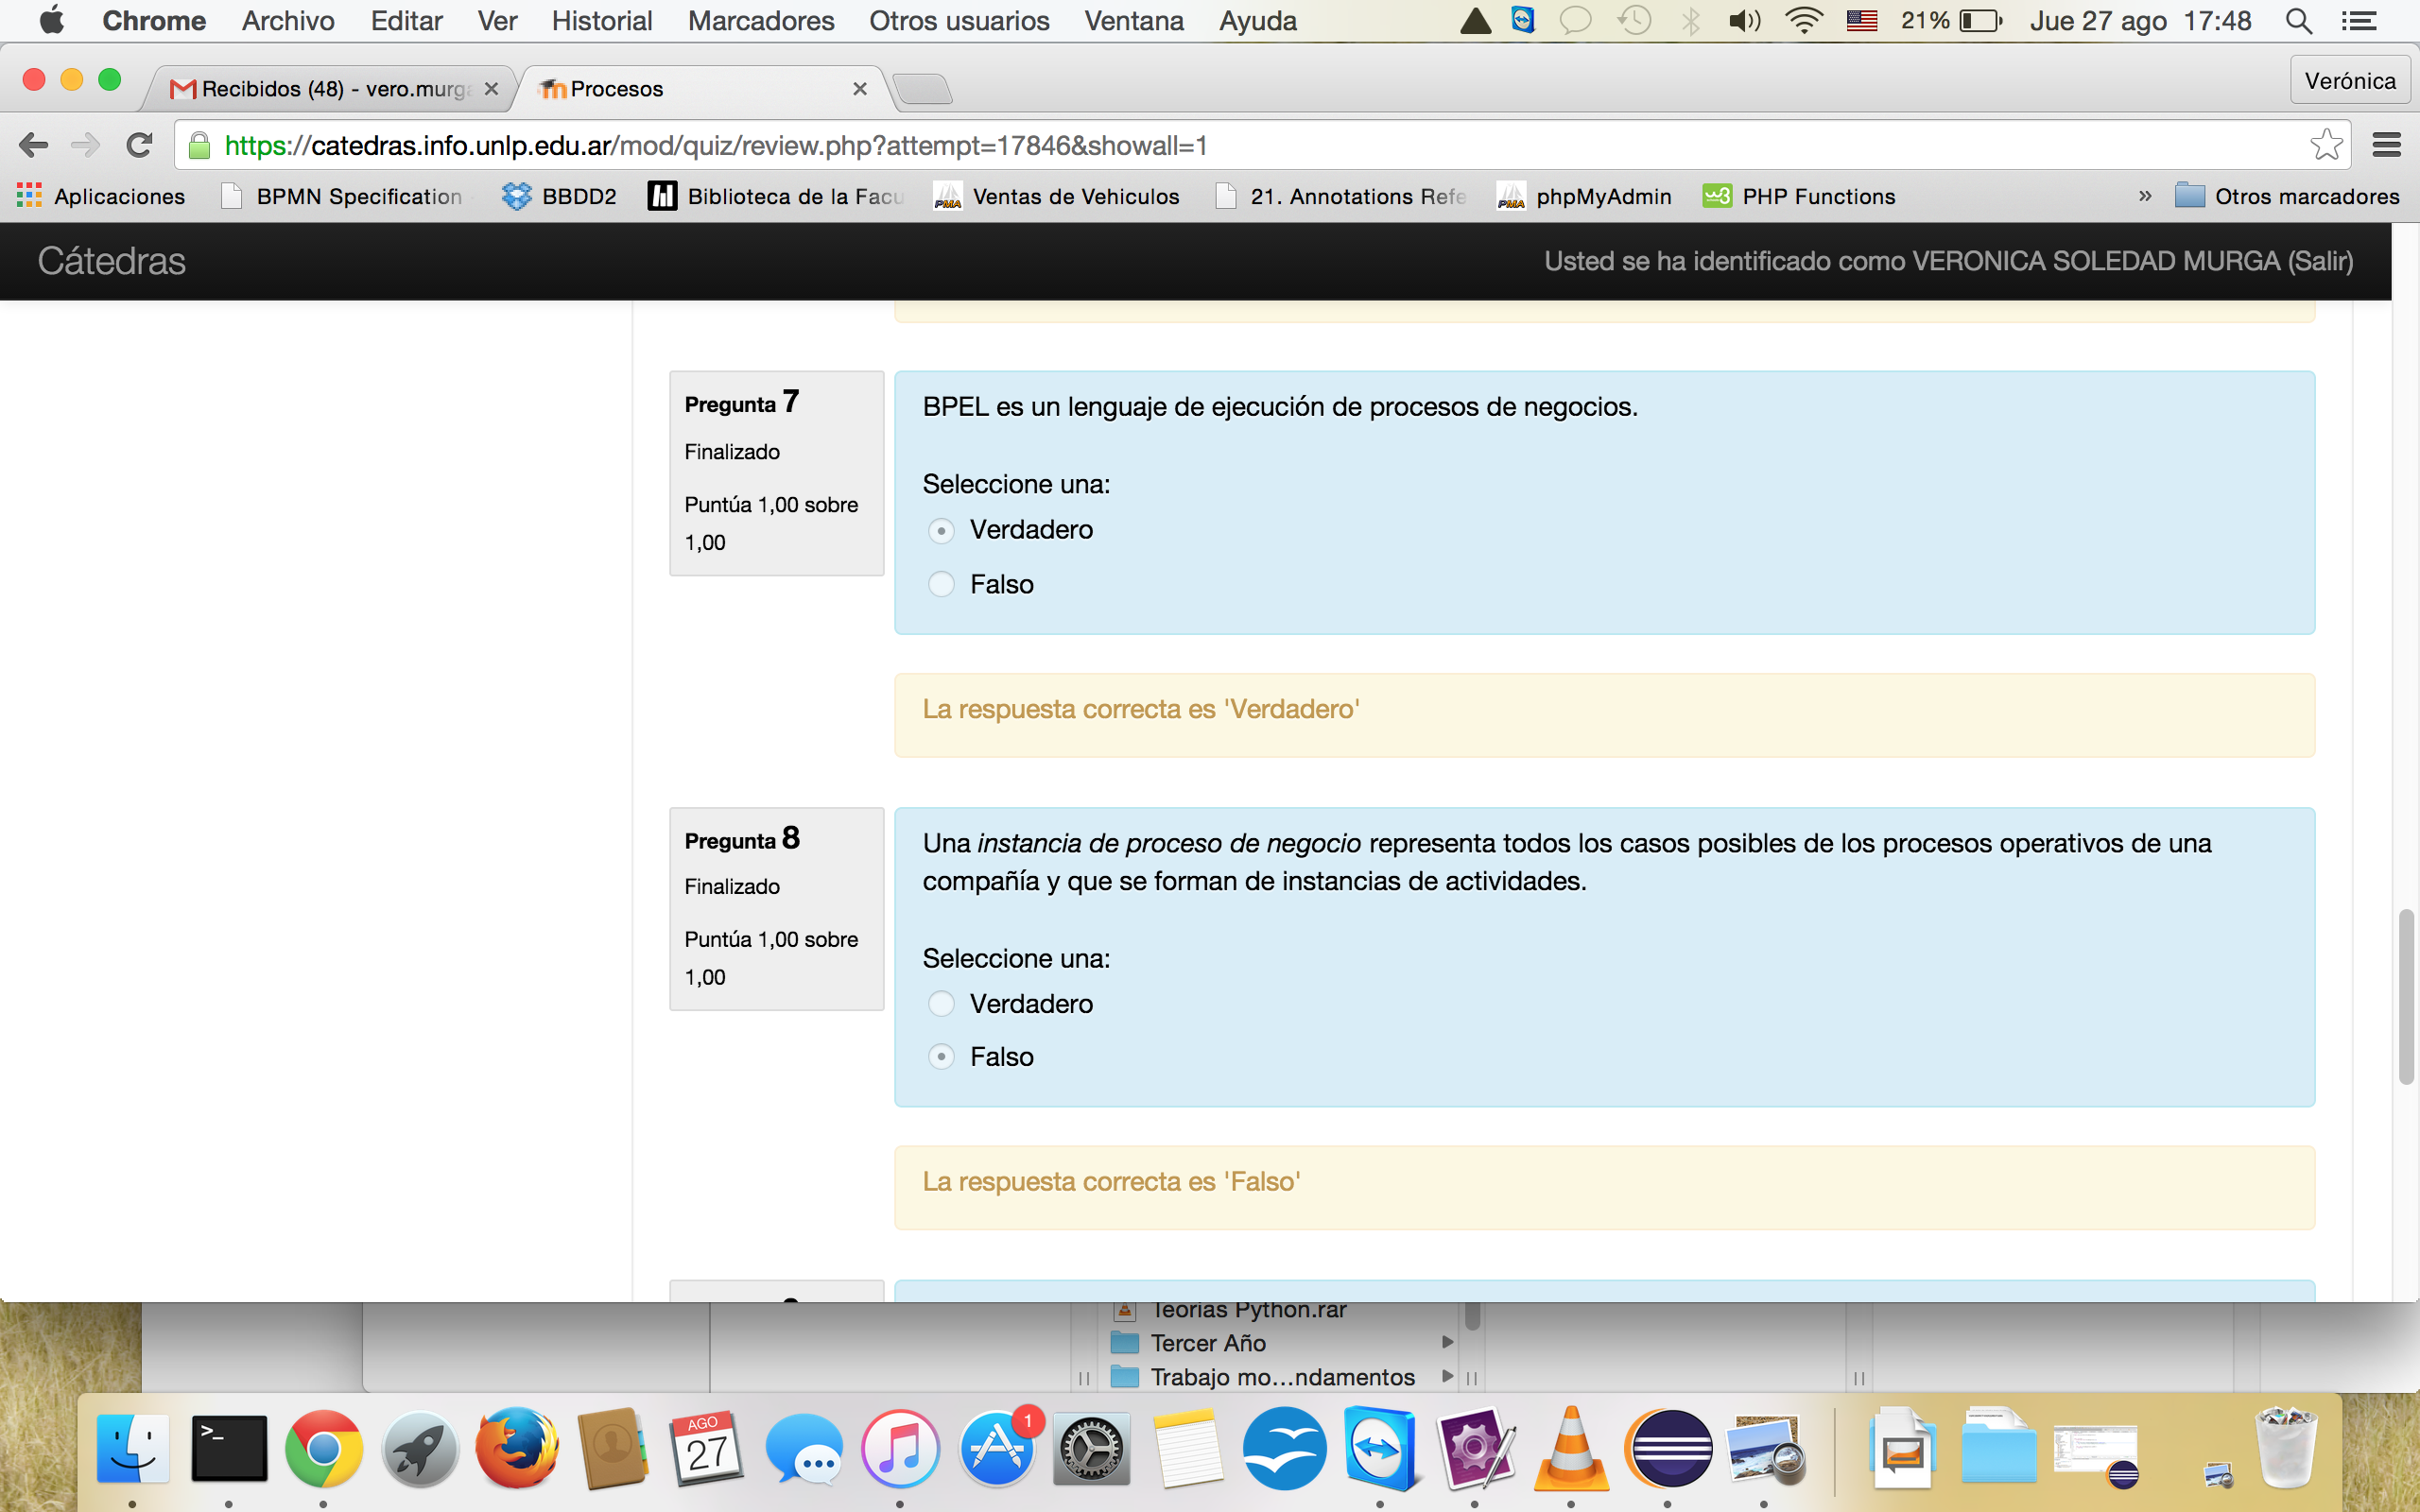 Chrome Archivo Editar Ver Historial Marcadores Otros usuarios Ventana Ayuda 21% Jue 27 ago 17:48
Recibidos (48) - vero.murga Procesos Verónica
https://catedras.info.unlp.edu.ar/mod/quiz/review.php?attempt=17846&showall=1
Aplicaciones BPMN Specification BBDD2 Biblioteca de la Facu Ventas de Vehiculos 21. Annotations Refe phpMyAdmin PHP Functions » Otros marcadores
Cátedras Usted se ha identificado como VERONICA SOLEDAD MURGA (Salir)
Pregunta 7
Finalizado
Puntúa 1,00 sobre
1,00
BPEL es un lenguaje de ejecución de procesos de negocios.
Seleccione una:
Verdadero
Falso
La respuesta correcta es 'Verdadero'
Pregunta 8
Finalizado
Puntúa 1,00 sobre
1,00
Una instancia de proceso de negocio representa todos los casos posibles de los procesos operativos de una
compañía y que se forman de instancias de actividades.
Seleccione una:
Verdadero
Falso
La respuesta correcta es 'Falso'
Teorias Python.rar
Tercer Año
Trabajo mo...ndamentos
AGO
27
1